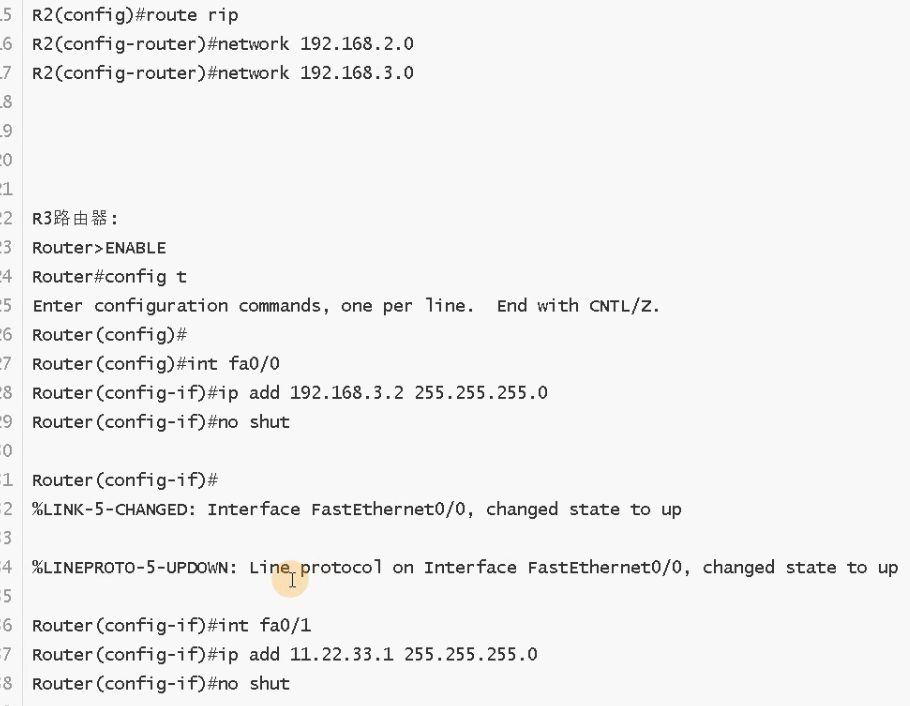 5 R2(config)#route rip
6 R2(config-router)#network 192.168.2.0
7 R2(config-router)#network 192.168.3.0
8
9
20
21
22 R3路由器:
23 Router>ENABLE
24 Router#config t
25 Enter configuration commands, one per line.  End with CNTL/Z.
26 Router(config)#
27 Router(config)#int fa0/0
28 Router(config-if)#ip add 192.168.3.2 255.255.255.0
29 Router(config-if)#no shut
30
31 Router(config-if)#
32 %LINK-5-CHANGED: Interface FastEthernet0/0, changed state to up
33
34 %LINEPROTO-5-UPDOWN: Line protocol on Interface FastEthernet0/0, changed state to up
35
36 Router(config-if)#int fa0/1
37 Router(config-if)#ip add 11.22.33.1 255.255.255.0
38 Router(config-if)#no shut